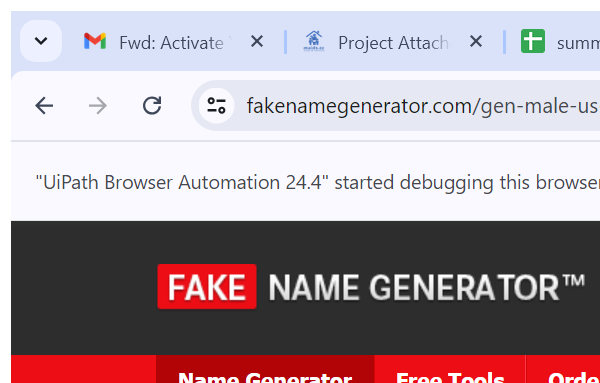 Fwd: Activate
Project Attach
summ
fakenamegenerator.com/gen-male-us
"UiPath Browser Automation 24.4" started debugging this browser
FAKE NAME GENERATOR™
Name Generator
Free Tools
Orde